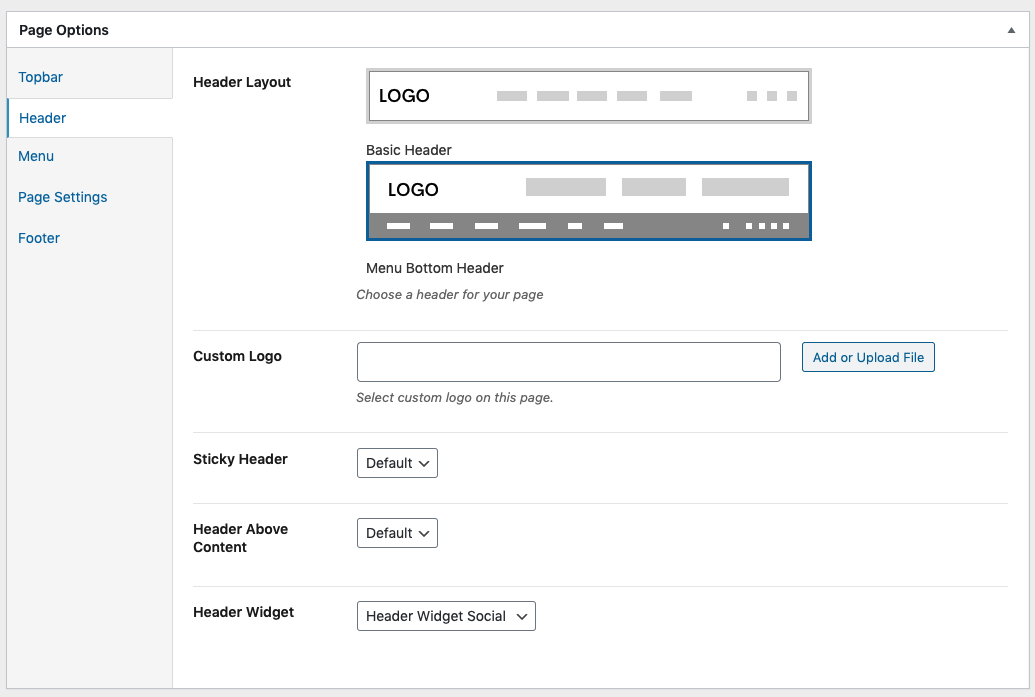 Page Options
Topbar
Header
Menu
Page Settings
Footer
Header Layout
LOGO
Basic Header
LOGO
Menu Bottom Header
Choose a header for your page
Custom Logo
Add or Upload File
Select custom logo on this page.
Sticky Header
Default
Header Above
Content
Default
Header Widget
Header Widget Social